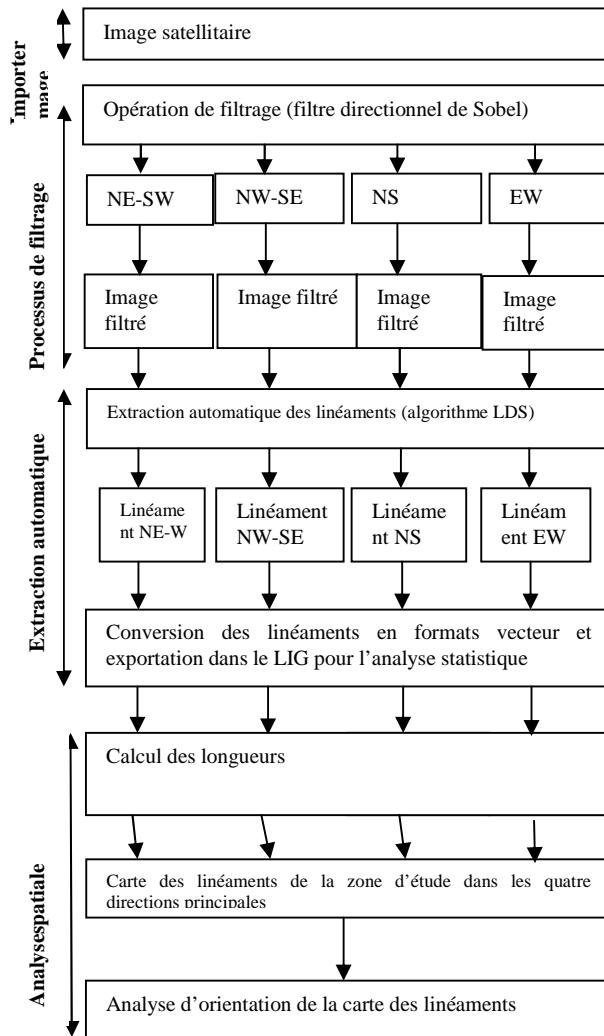 Image satellitaire
Importer
mage
Opération de filtrage (filtre directionnel de Sobel)
NE-SW
NW-SE
NS
EW
Processus de filtrage
Image
filtré
Image filtré
Image
filtré
Image
filtré
Extraction automatique des linéaments (algorithme LDS)
Extraction automatique
Linéame
nt NE-W
Linéament
NW-SE
Linéame
nt NS
Linéam
ent EW
Conversion des linéaments en formats vecteur et
exportation dans le LIG pour l’analyse statistique
Calcul des longueurs
Analysespatiale
Carte des linéaments de la zone d’étude dans les quatre
directions principales
Analyse d’orientation de la carte des linéaments